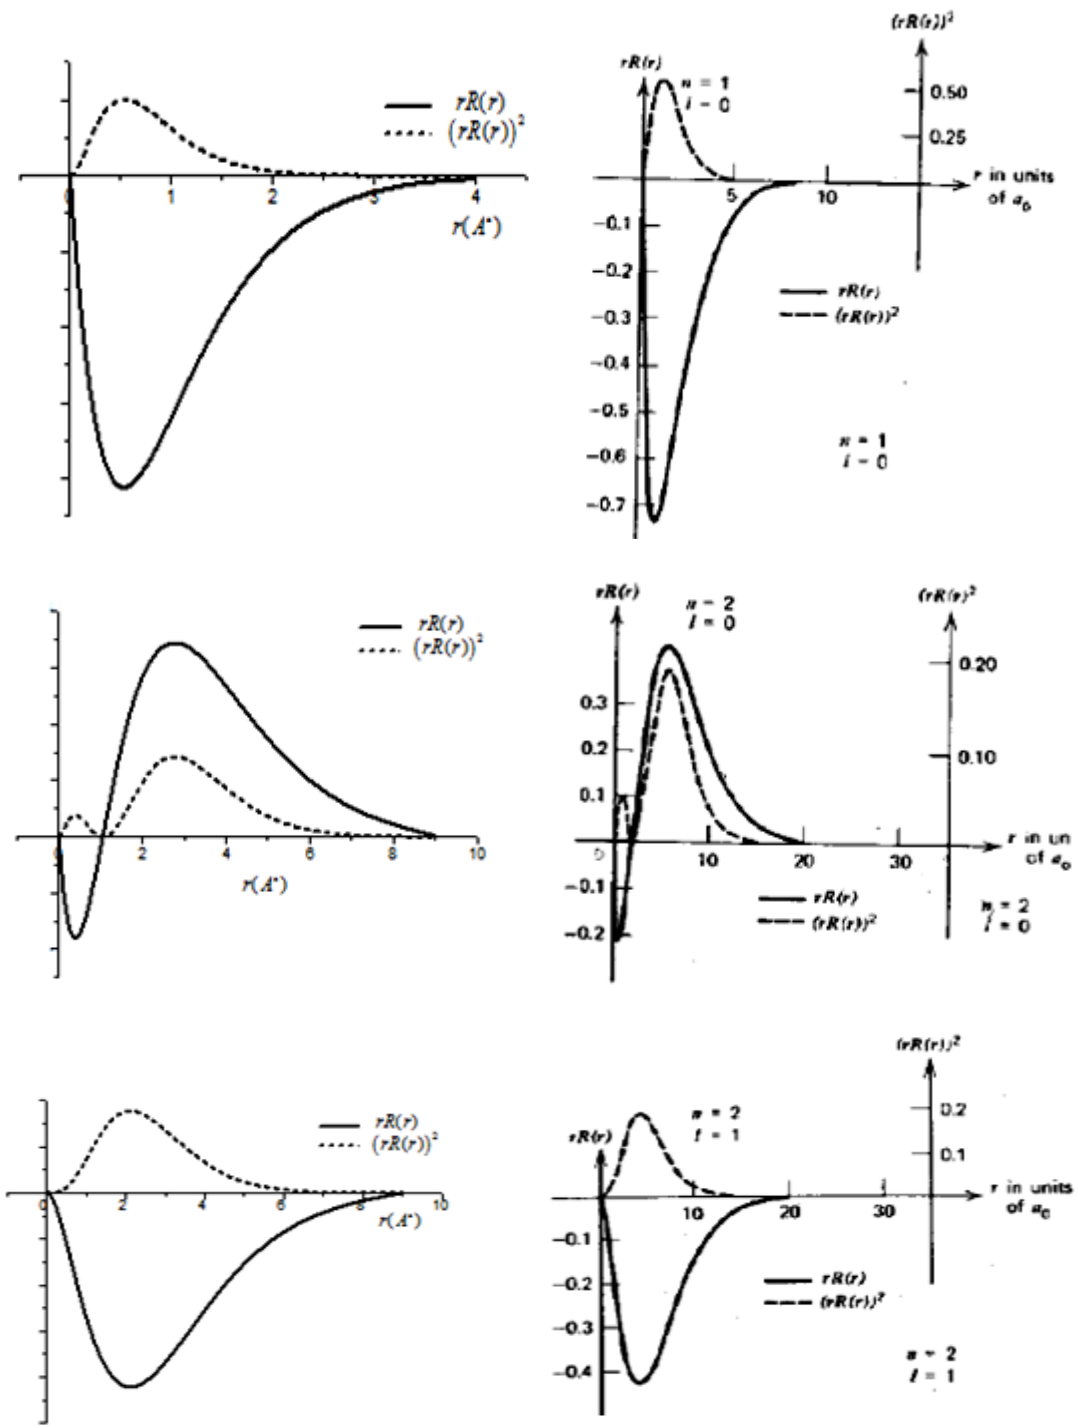 rR(r)
(rR(r))²
0
1
2
3
4
r(A°)
(rR(r))²
rR(r)
n = 1
l = 0
0.50
0.25
r in units
of a₀
5
10
−0.1
−0.2
−0.3
−0.4
−0.5
−0.6
−0.7
rR(r)
(rR(r))²
n = 1
l = 0
rR(r)
(rR(r))²
0
2
4
6
8
10
r(A°)
rR(r)
n = 2
l = 0
(rR(r)²
0.20
0.10
0.3
0.2
0.1
0
−0.1
−0.2
10
20
30
r in un
of a₀
rR(r)
(rR(r))²
n = 2
l = 0
rR(r)
(rR(r))²
0
2
4
6
8
10
r(A°)
(rR(r))²
0.2
0.1
n = 2
l = 1
rR(r)
10
20
30
r in units
of a₀
−0.1
−0.2
−0.3
−0.4
rR(r)
(rR(r))²
n = 2
l = 1